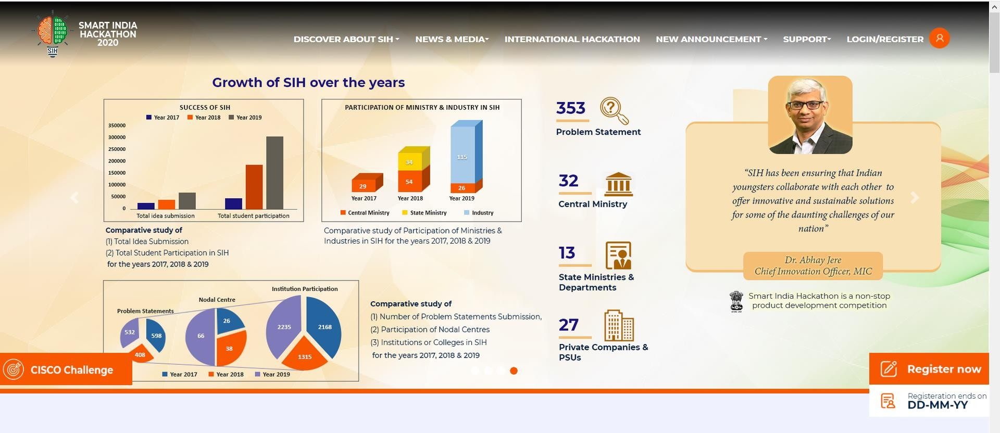 SMART INDIA
HACKATHON
2020
SIH
DISCOVER ABOUT SIH
NEWS & MEDIA
INTERNATIONAL HACKATHON
NEW ANNOUNCEMENT
SUPPORT
LOGIN/REGISTER
Growth of SIH over the years
SUCCESS OF SIH
Year 2017 Year 2018 Year 2019
350000
300000
250000
200000
150000
100000
50000
0
Total idea submission Total student participation
Comparative study of
(1) Total Idea Submission
(2) Total Student Participation in SIH
for the years 2017, 2018 & 2019
PARTICIPATION OF MINISTRY & INDUSTRY IN SIH
115
34
54
29
26
Year 2017 Year 2018 Year 2019
Central Ministry State Ministry Industry
Comparative study of Participation of Ministries &
Industries in SIH for the years 2017, 2018 & 2019
Problem Statements
532
598
408
Nodal Centre
26
66
38
Institution Participation
2235
2168
1315
Year 2017 Year 2018 Year 2019
Comparative study of
(1) Number of Problem Statements Submission,
(2) Participation of Nodal Centres
(3) Institutions or Colleges in SIH
for the years 2017, 2018 & 2019
353
?
Problem Statement
32
Central Ministry
13
State Ministries &
Departments
27
Private Companies &
PSUs
“SIH has been ensuring that Indian
youngsters collaborate with each other to
offer innovative and sustainable solutions
for some of the daunting challenges of our
nation”
Dr. Abhay Jere
Chief Innovation Officer, MIC
Smart India Hackathon is a non-stop
product development competition
CISCO Challenge
Register now
Registeration ends on
DD-MM-YY